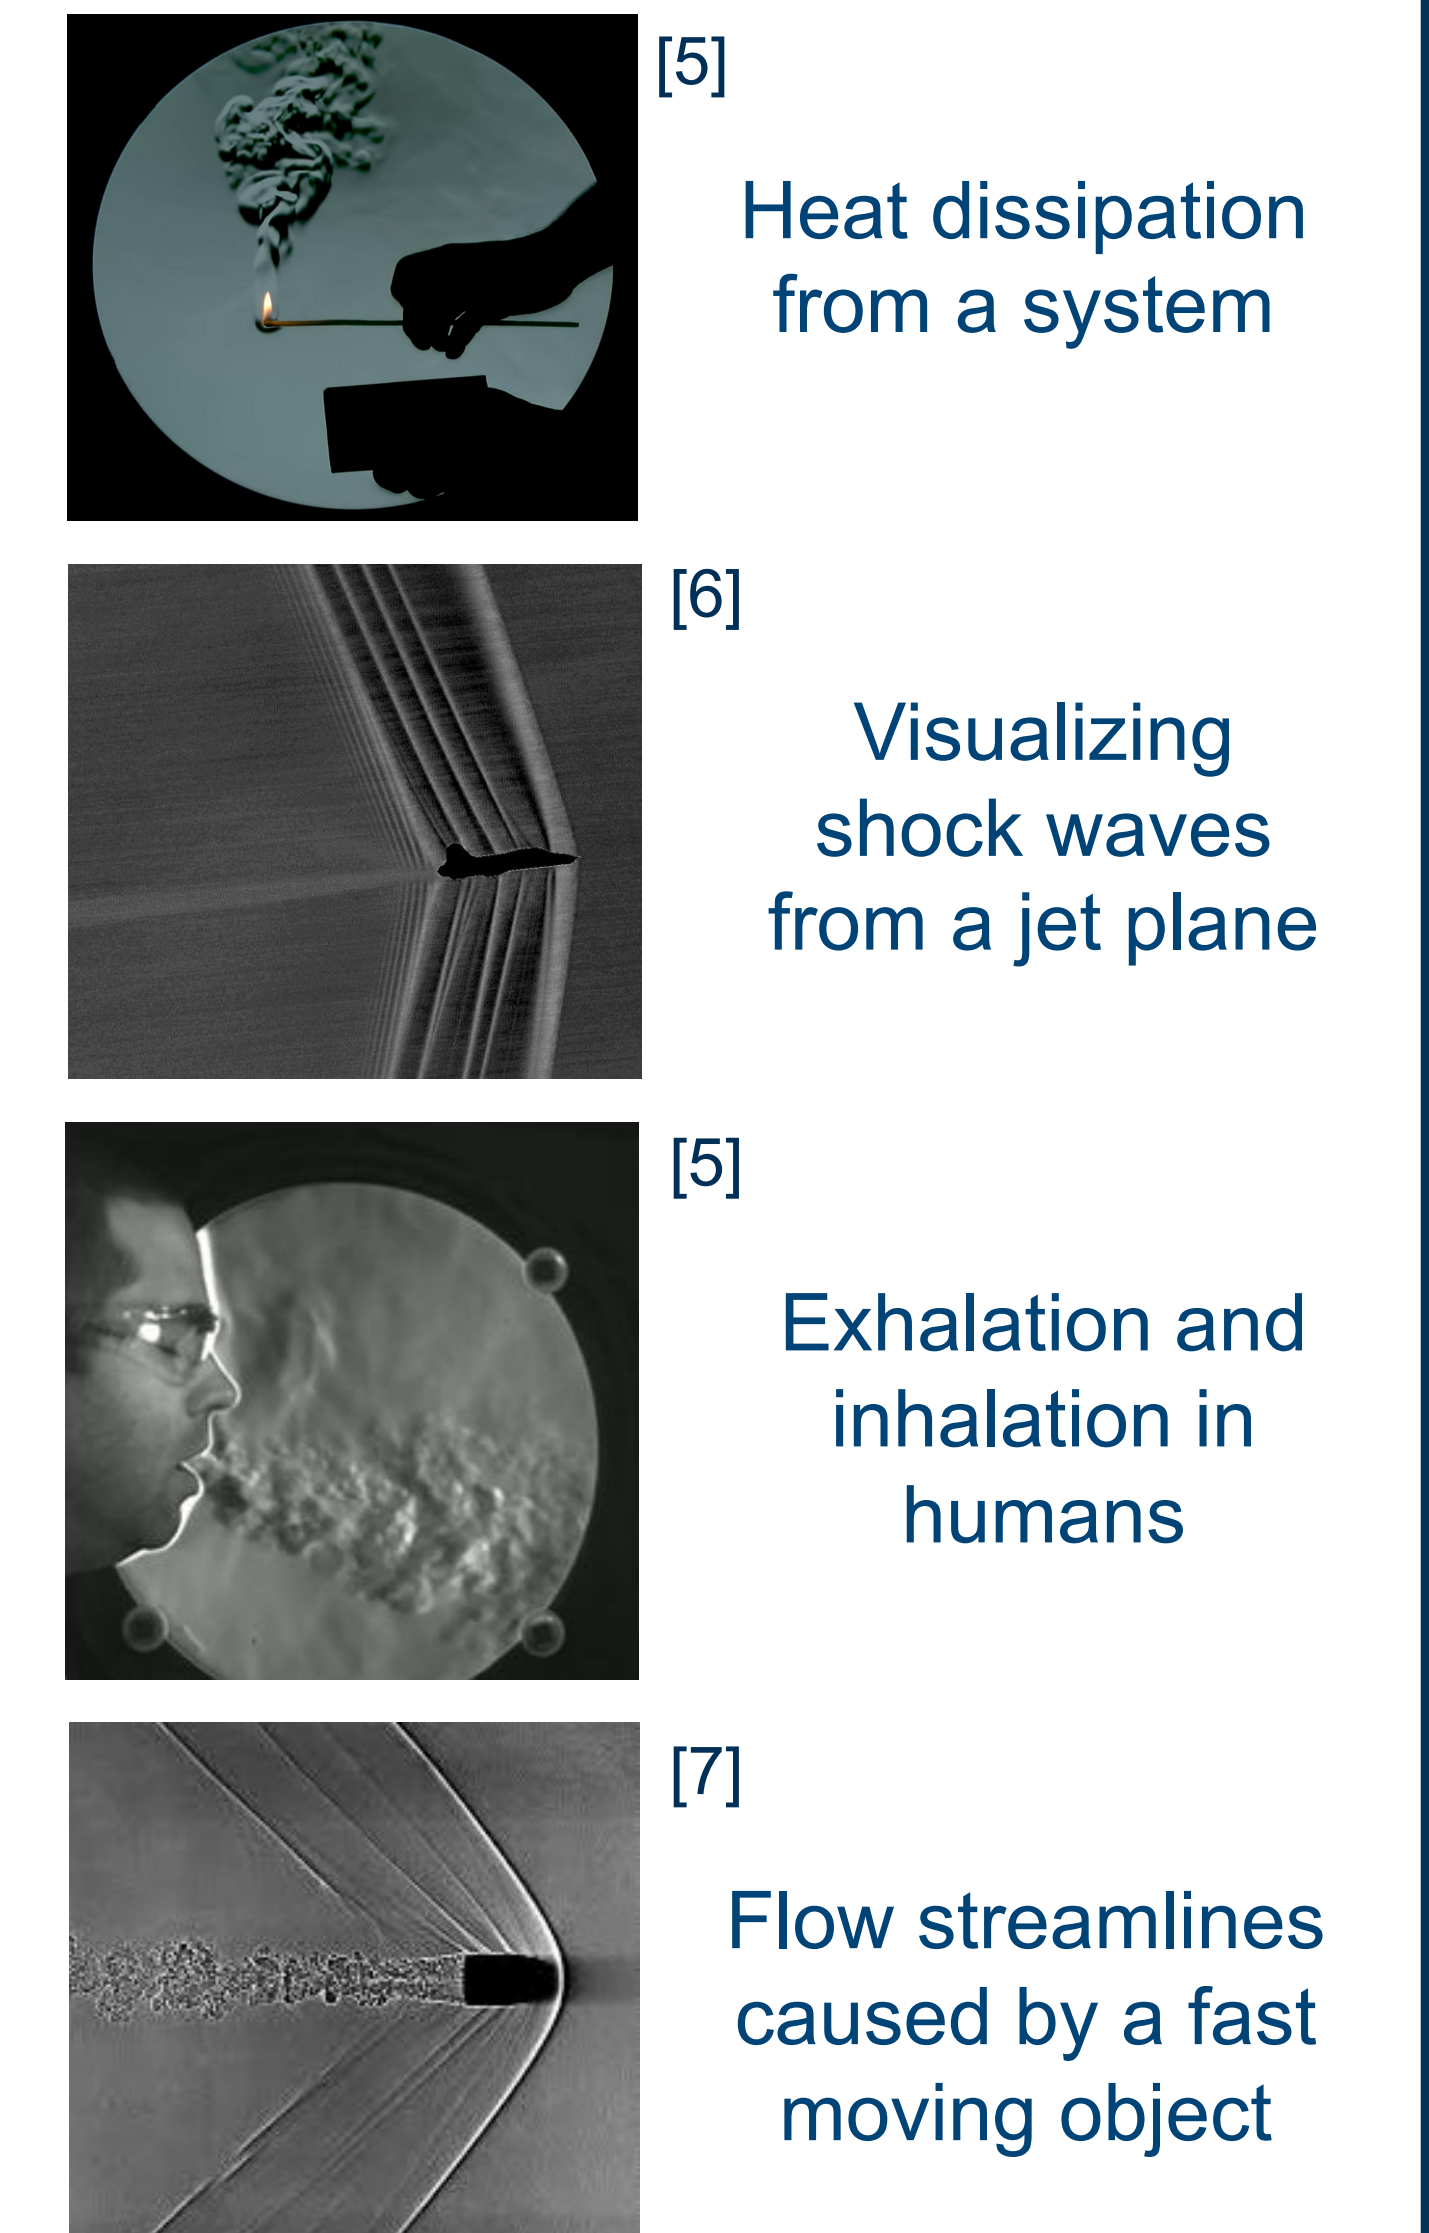 [5]
Heat dissipation
from a system
[6]
Visualizing
shock waves
from a jet plane
[5]
Exhalation and
inhalation in
humans
[7]
Flow streamlines
caused by a fast
moving object